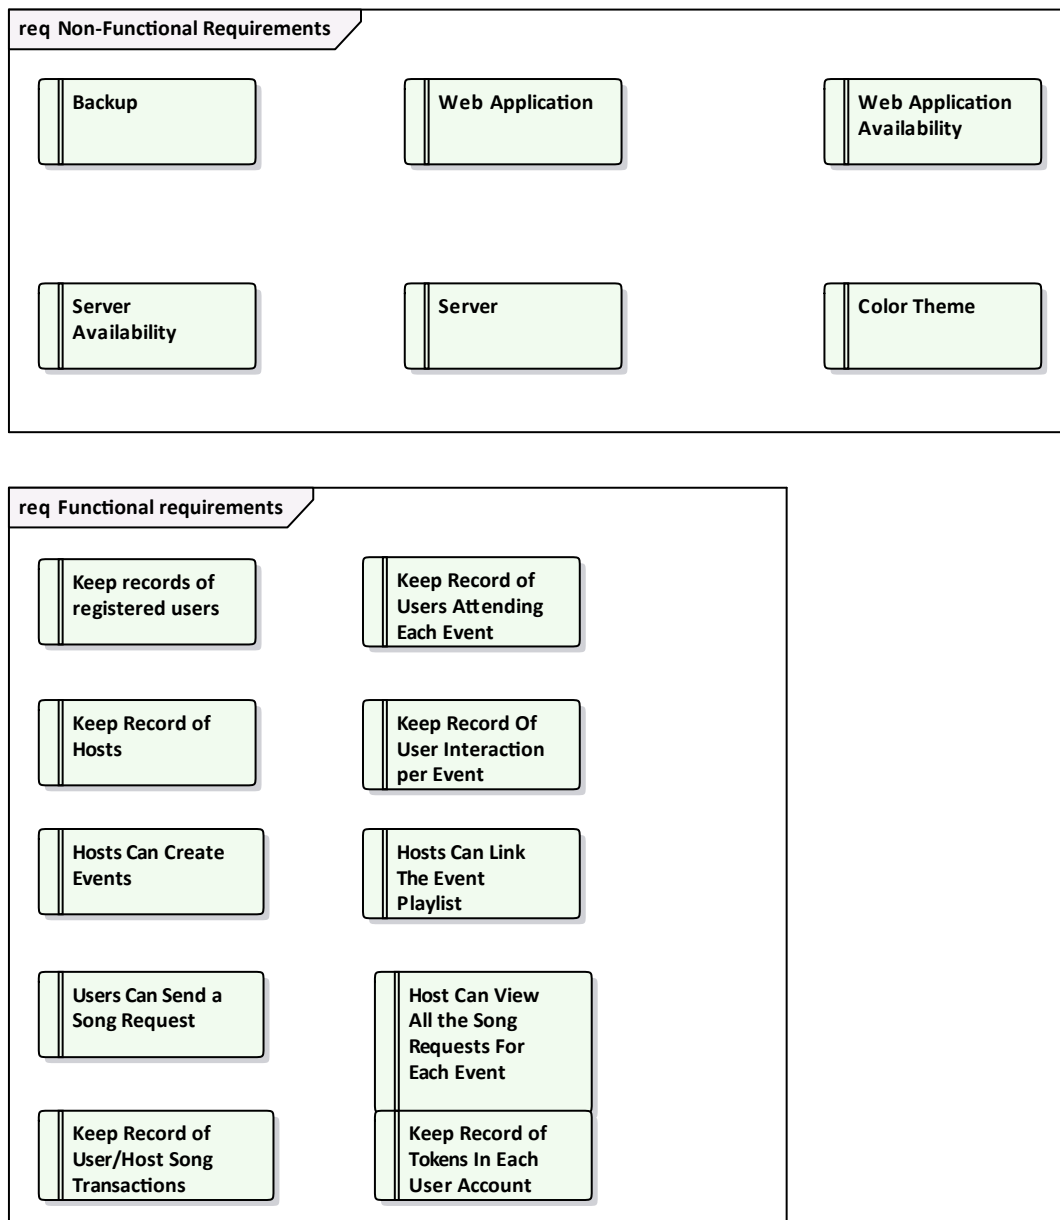 req Non-Functional Requirements
Backup
Web Application
Web Application
Availability
Server
Availability
Server
Color Theme
req Functional requirements
Keep records of
registered users
Keep Record of
Users Attending
Each Event
Keep Record of
Hosts
Keep Record Of
User Interaction
per Event
Hosts Can Create
Events
Hosts Can Link
The Event
Playlist
Users Can Send a
Song Request
Host Can View
All the Song
Requests For
Each Event
Keep Record of
User/Host Song
Transactions
Keep Record of
Tokens In Each
User Account